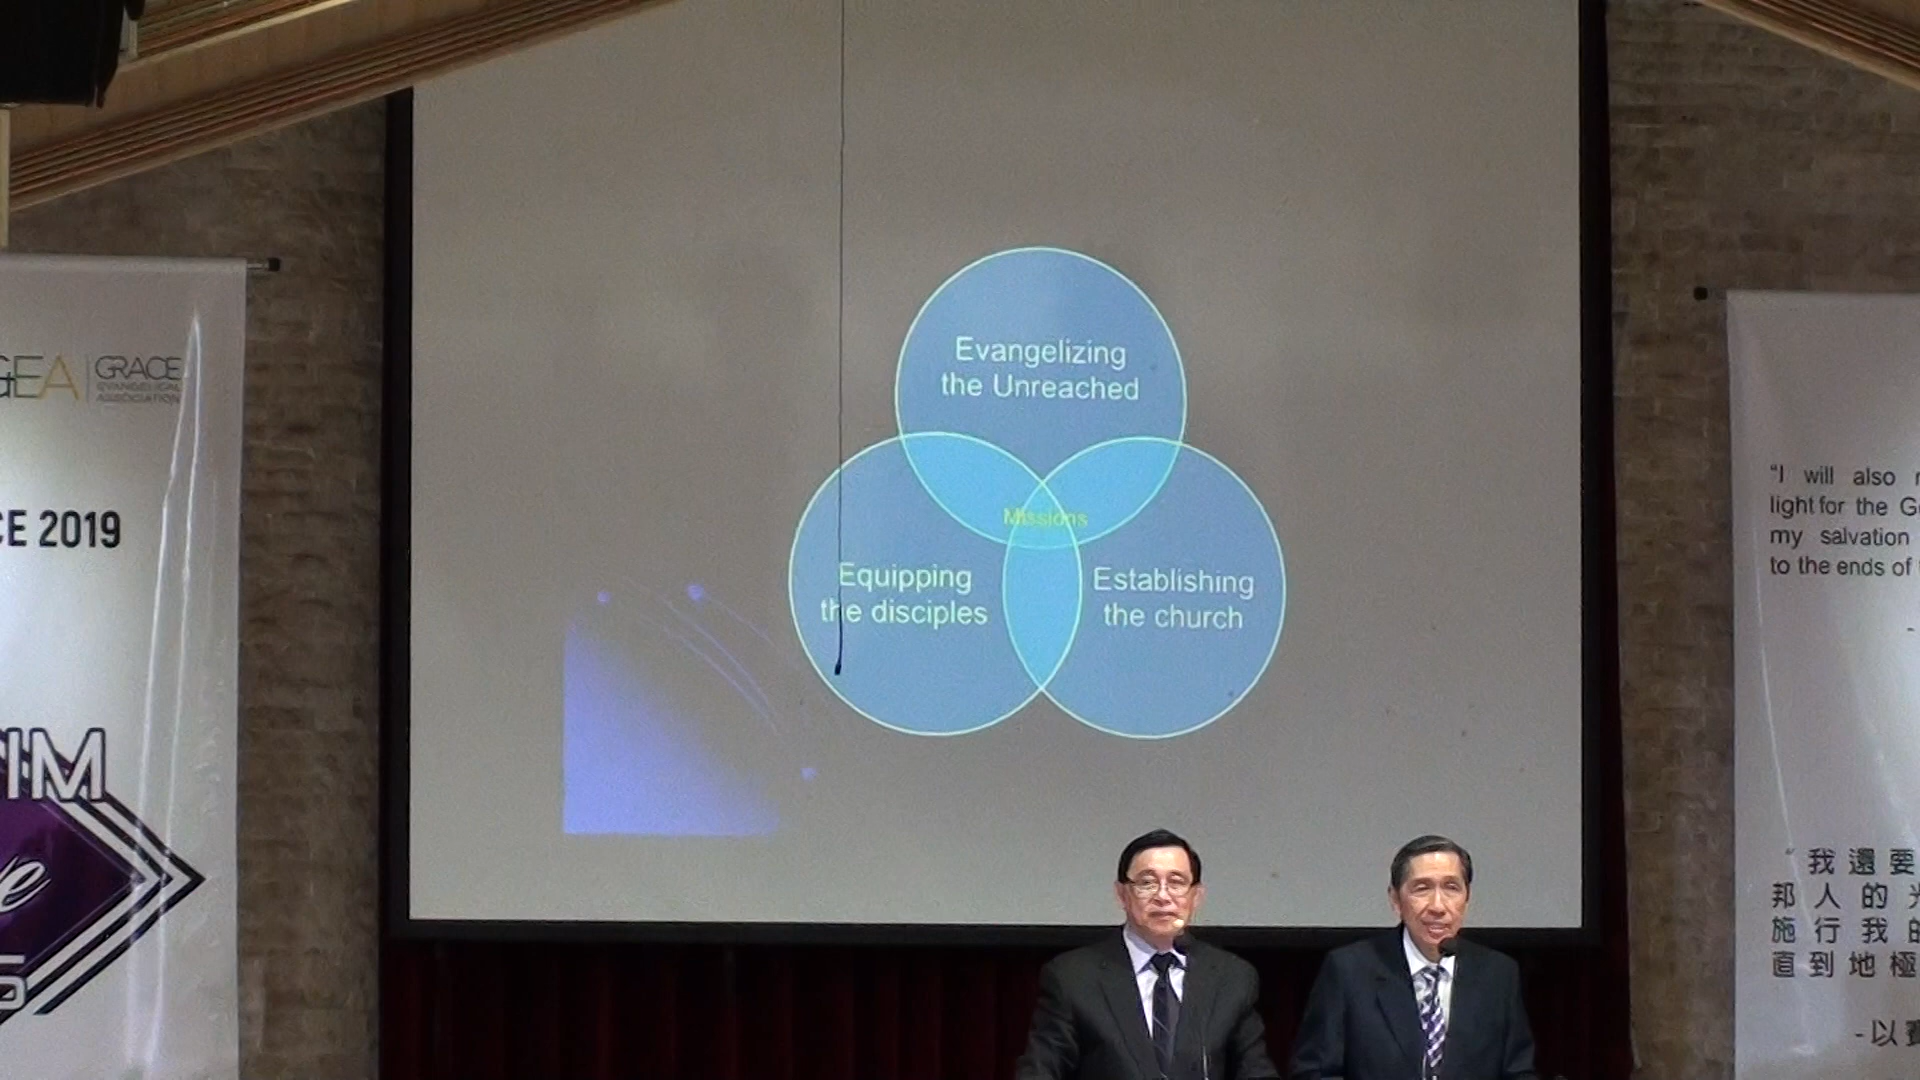 GEA
GRACE
EVANGELICAL
ASSOCIATION
CE 2019
IM
Evangelizing
the Unreached
Missions
Equipping
the disciples
Establishing
the church
“I will also
light for the
my salvation
to the ends of
-
“我還要
邦人的
施行我的
直到地極
-以賽